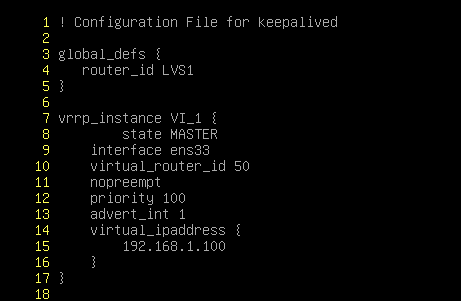 1 ! Configuration File for keepalived
2
3 global_defs {
4    router_id LVS1
5 }
6
7 vrrp_instance VI_1 {
8         state MASTER
9     interface ens33
10     virtual_router_id 50
11     nopreempt
12     priority 100
13     advert_int 1
14     virtual_ipaddress {
15         192.168.1.100
16     }
17 }
18